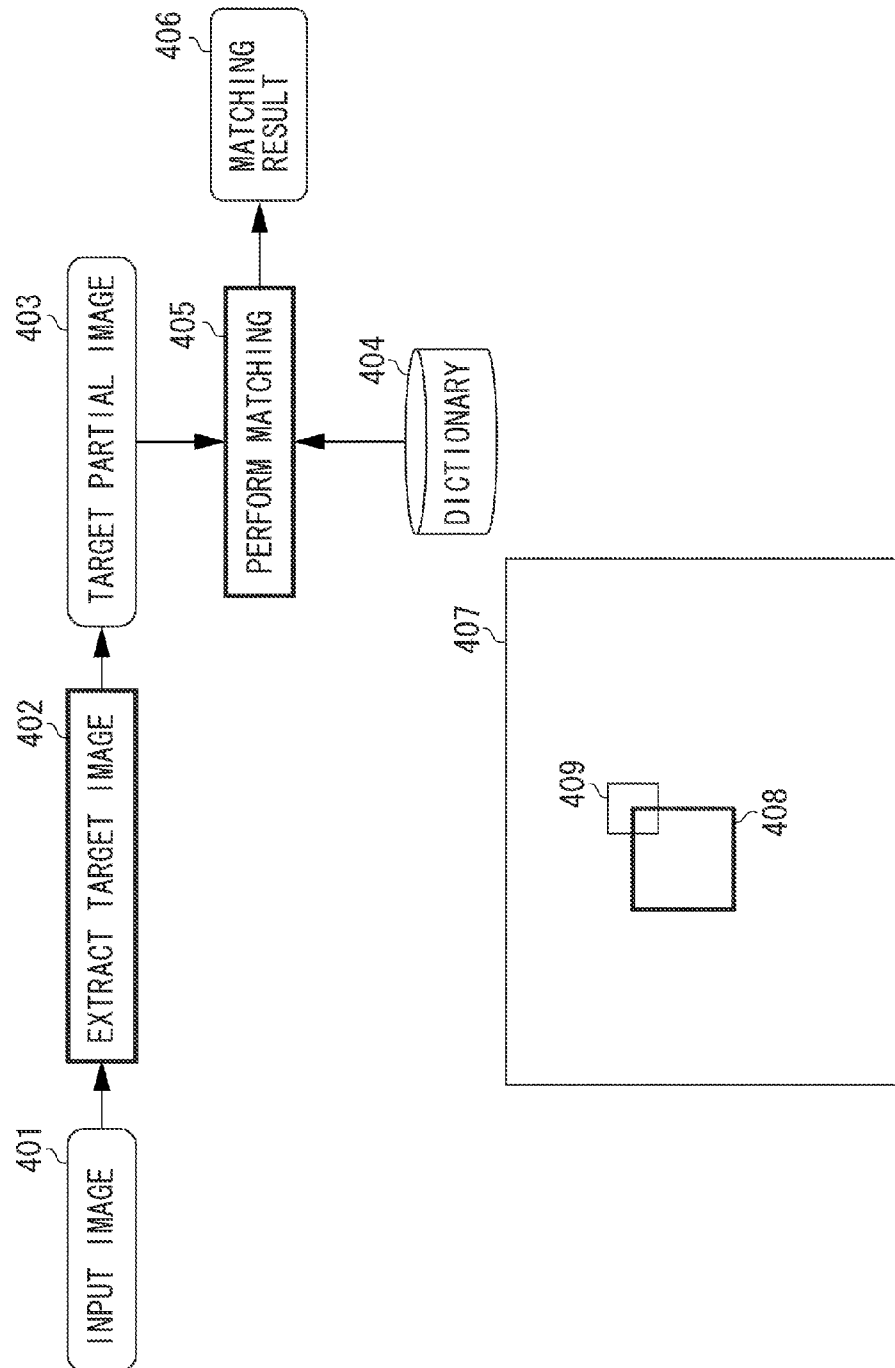 401
INPUT IMAGE
402
EXTRACT TARGET IMAGE
403
TARGET PARTIAL IMAGE
405
PERFORM MATCHING
406
MATCHING
RESULT
404
DICTIONARY
407
409
408